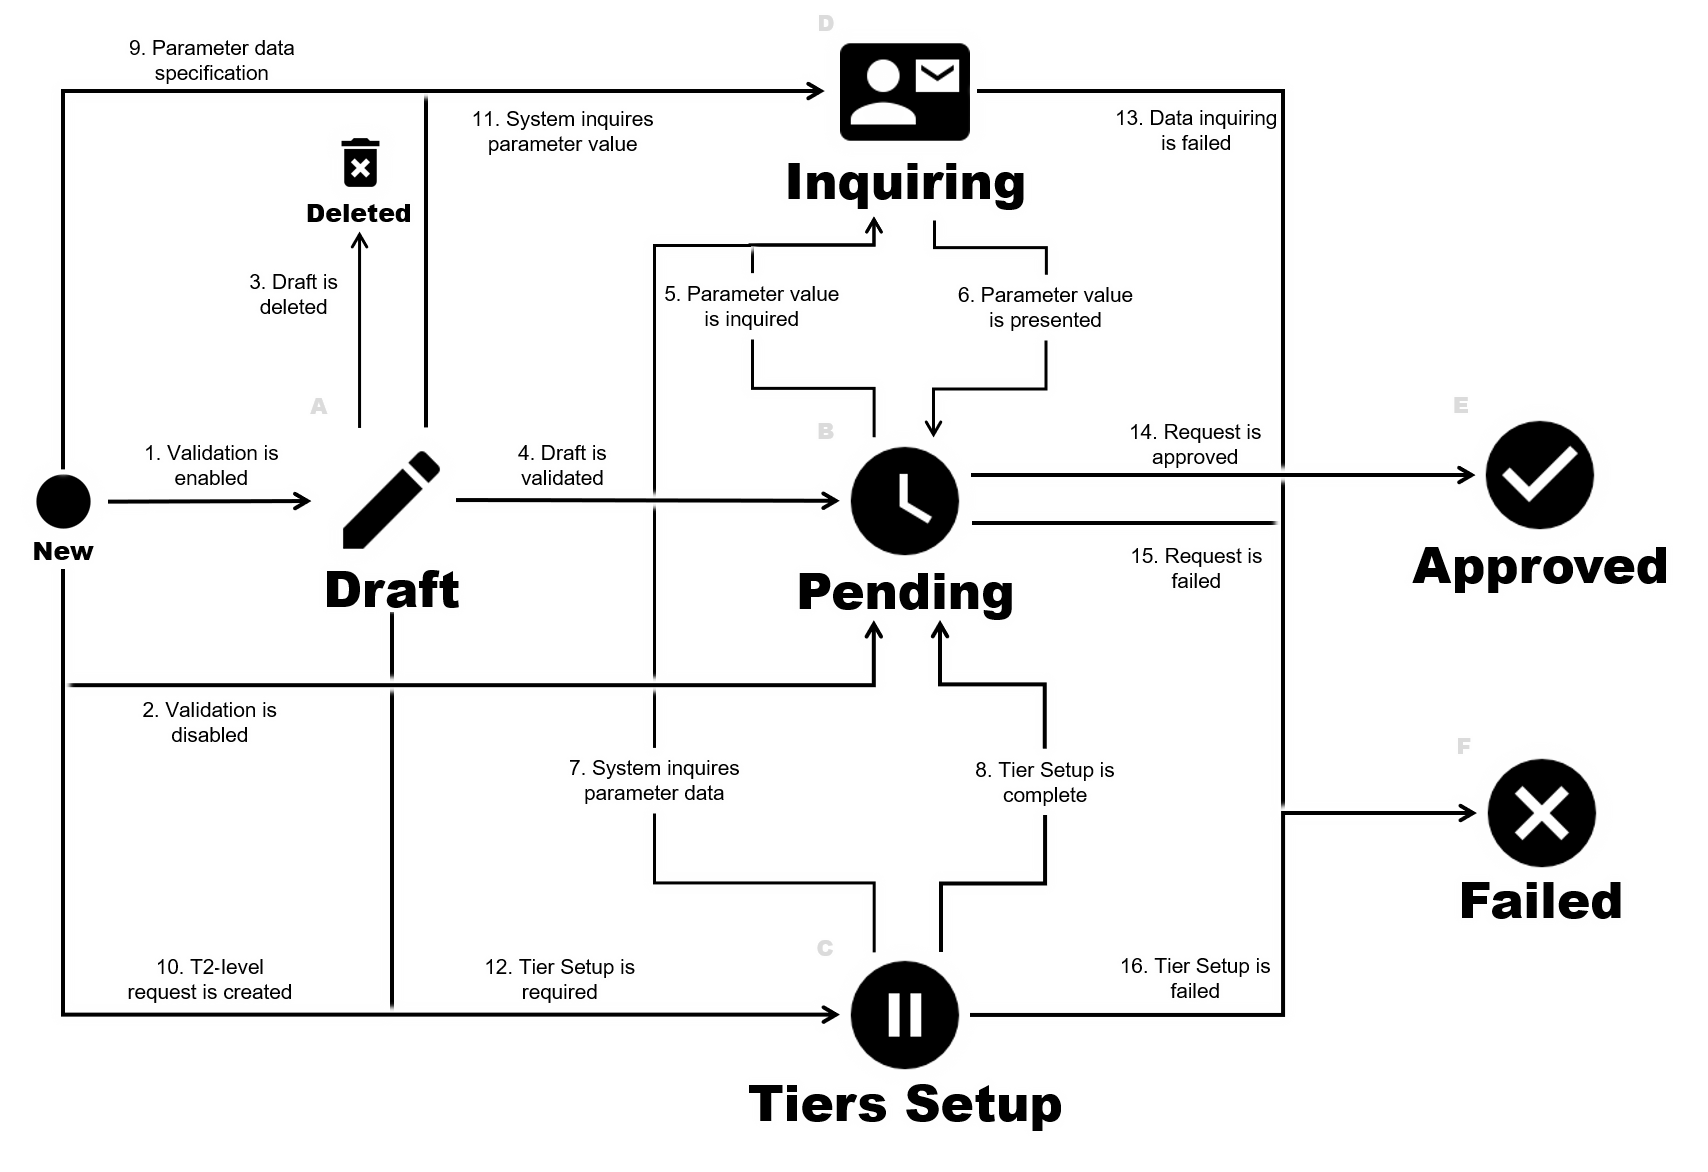 D
9. Parameter data
specification
11. System inquires
parameter value
13. Data inquiring
is failed
Inquiring
Deleted
3. Draft is
deleted
5. Parameter value
is inquired
6. Parameter value
is presented
A
B
E
1. Validation is
enabled
4. Draft is
validated
14. Request is
approved
New
Draft
Pending
15. Request is
failed
Approved
2. Validation is
disabled
7. System inquires
parameter data
8. Tier Setup is
complete
F
Failed
C
10. T2-level
request is created
12. Tier Setup is
required
16. Tier Setup is
failed
Tiers Setup